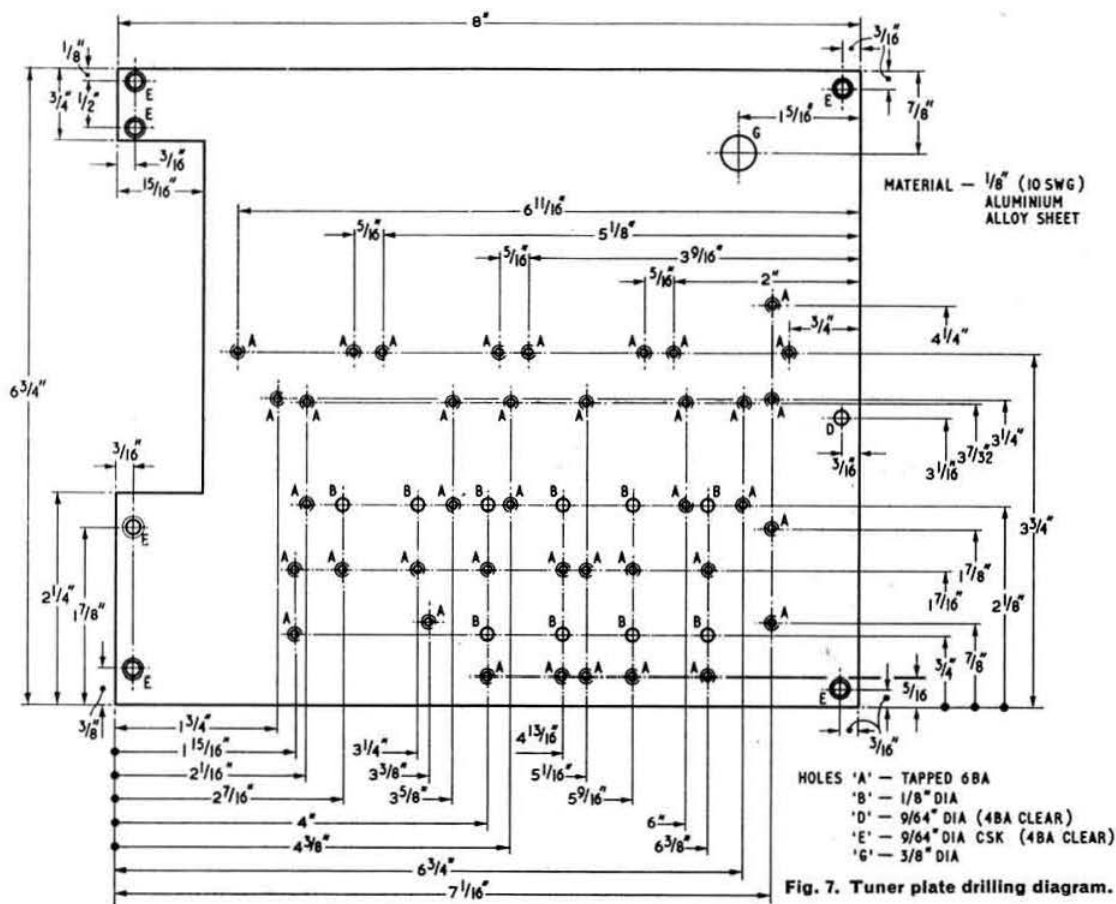 8"
3/16"
1/8"
3/4"
1/2"
E
E
E
7/8"
1 5/16"
G
3/16"
15/16"
MATERIAL — 1/8" (10 SWG)
ALUMINIUM
ALLOY SHEET
6 11/16"
5/16"
5 1/8"
5/16"
3 9/16"
5/16"
2"
A
3/4"
4 1/4"
A A A A A A A A
6 3/4"
A A A A A A A A
D
3 1/4"
3 7/32"
3 1/16"
3/16"
3/16"
A B B A B A B B A B A
3 3/4"
E
A
A A A A A A A A
2 1/4"
1 7/8"
1 7/8"
1 7/16"
2 1/8"
A A B B B B A
3/4"
7/8"
E
A A A A A
E
5/16
3/8"
3/16"
1 3/4"
1 15/16"
3 1/4"
4 13/16"
2 1/16"
3 3/8"
5 1/16"
2 7/16"
3 5/8"
5 9/16"
4"
6"
4 3/8"
6 3/8"
6 3/4"
7 1/16"
HOLES 'A' — TAPPED 6BA
'B' — 1/8" DIA
'D' — 9/64" DIA (4BA CLEAR)
'E' — 9/64" DIA CSK (4BA CLEAR)
'G' — 3/8" DIA
Fig. 7. Tuner plate drilling diagram.